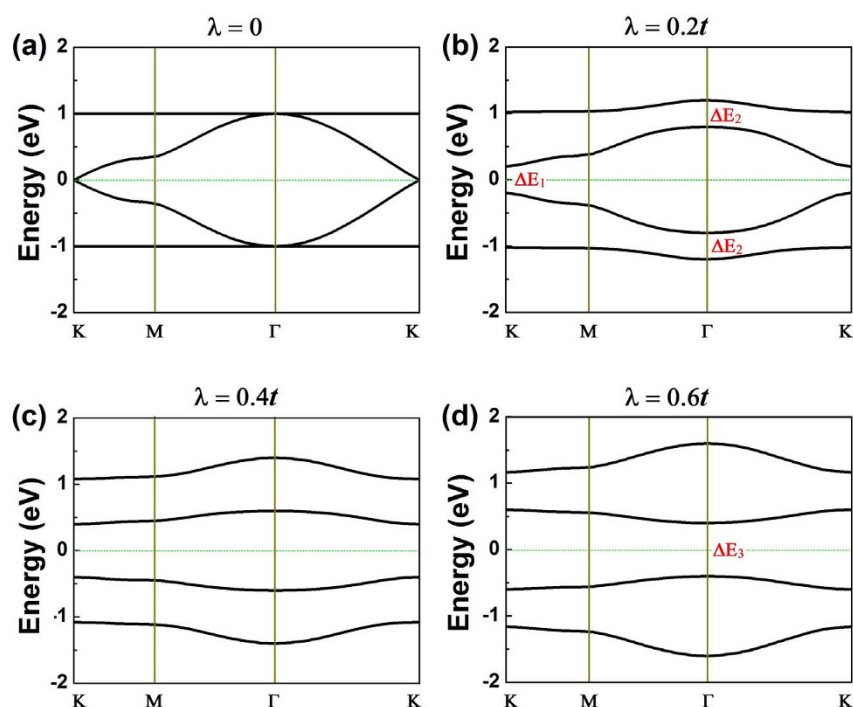 (a)
λ = 0
2
1
0
-1
-2
Energy (eV)
K M Γ K
(b)
λ = 0.2t
2
1
0
-1
-2
Energy (eV)
ΔE2
ΔE1
ΔE2
K M Γ K
(c)
λ = 0.4t
2
1
0
-1
-2
Energy (eV)
K M Γ K
(d)
λ = 0.6t
2
1
0
-1
-2
Energy (eV)
ΔE3
K M Γ K